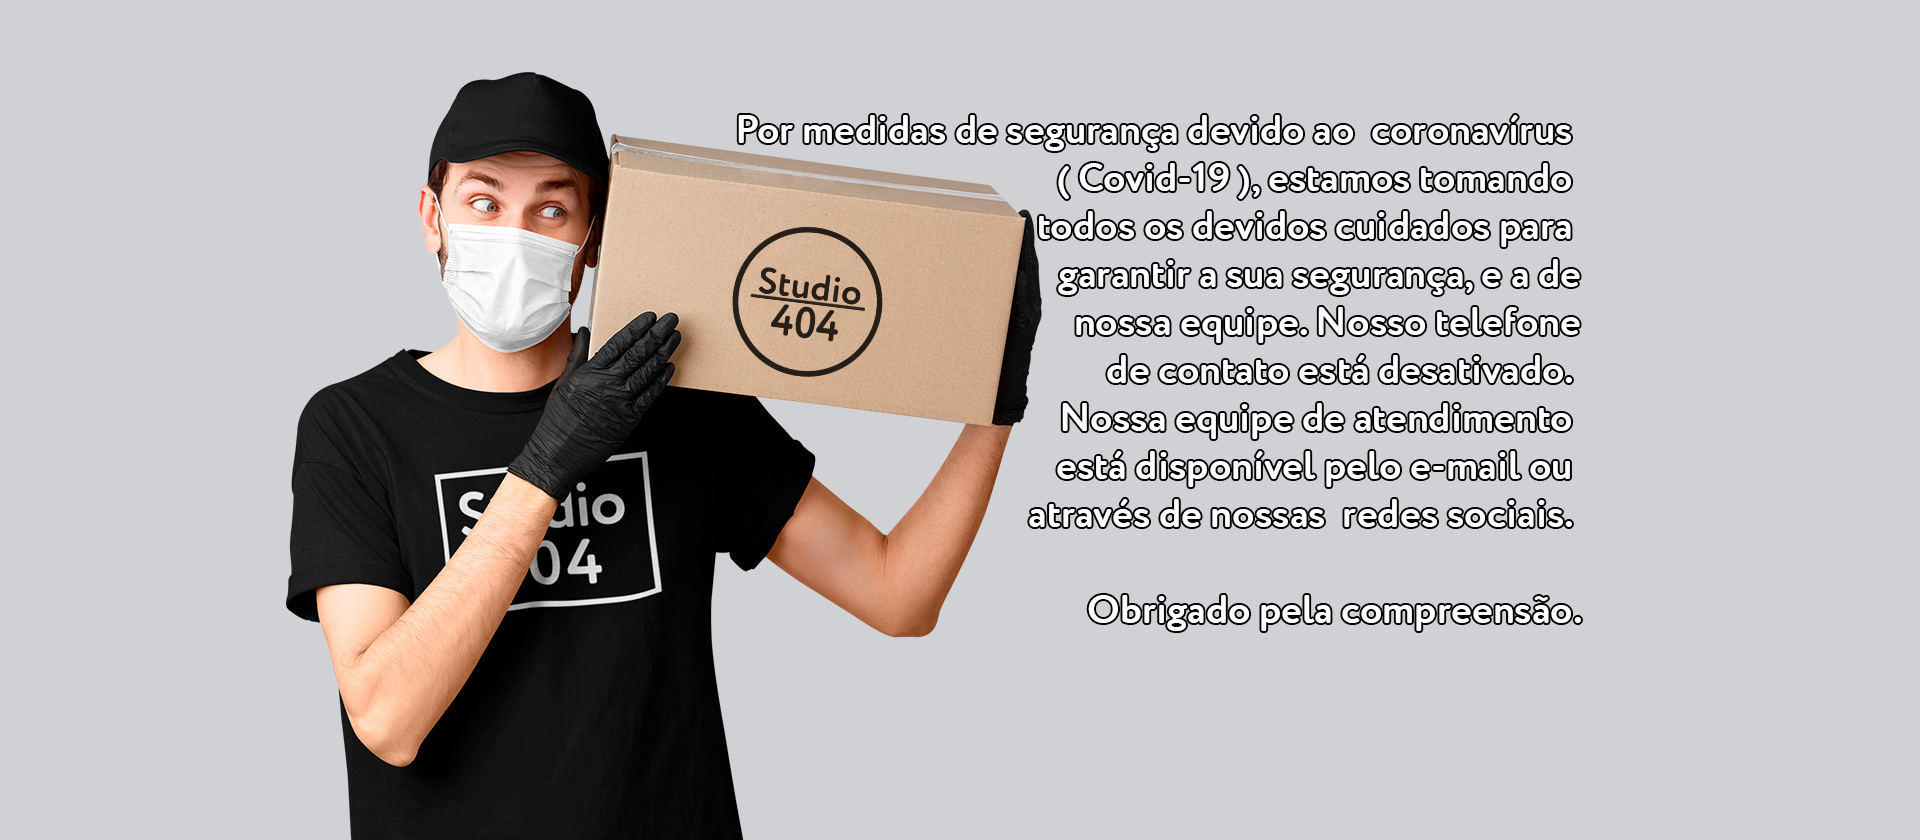 Por medidas de segurança devido ao coronavírus
( Covid-19 ), estamos tomando
todos os devidos cuidados para
garantir a sua segurança, e a de
nossa equipe. Nosso telefone
de contato está desativado.
Nossa equipe de atendimento
está disponível pelo e-mail ou
através de nossas redes sociais.
Obrigado pela compreensão.
Studio
404